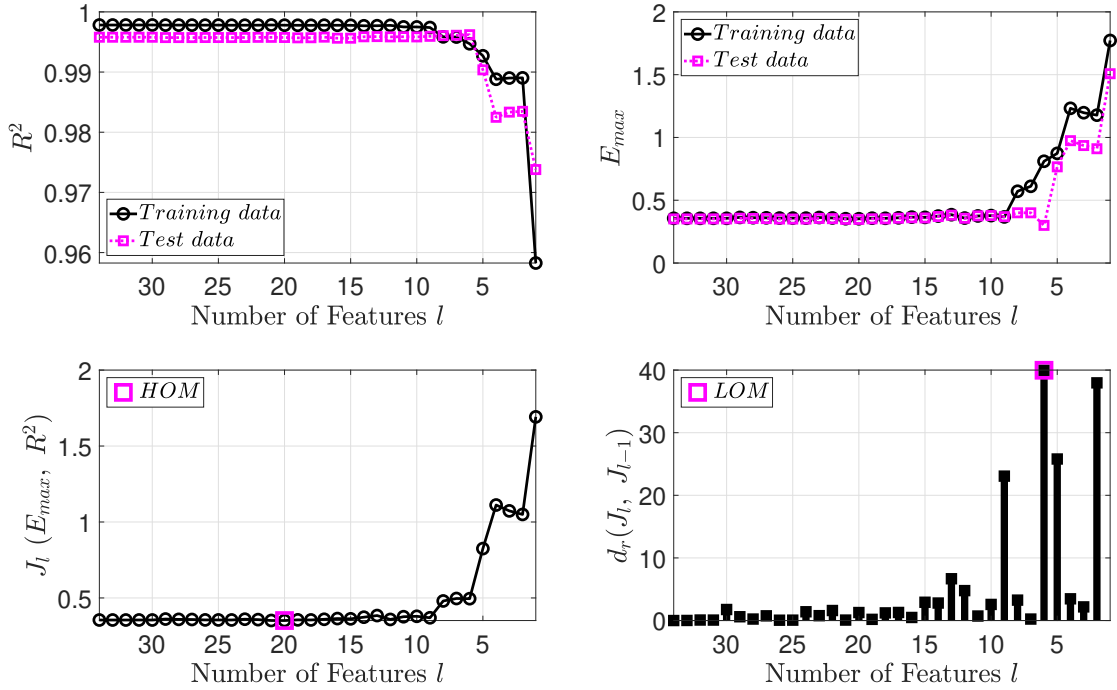 1
0.99
0.98
0.97
0.96
R²
Training data
Test data
30 25 20 15 10 5
Number of Features l
2
1.5
1
0.5
0
E_max
Training data
Test data
30 25 20 15 10 5
Number of Features l
2
1.5
1
0.5
J_l (E_max, R²)
HOM
30 25 20 15 10 5
Number of Features l
40
30
20
10
0
d_r(J_l, J_{l−1})
LOM
30 25 20 15 10 5
Number of Features l